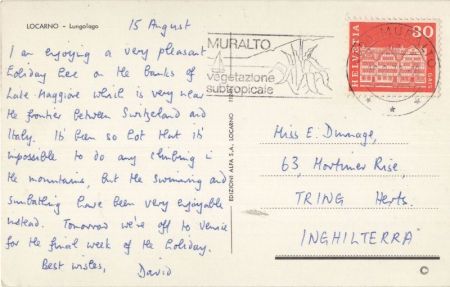 LOCARNO - Lungolago
15 August
I am enjoying a very pleasant
holiday here on the banks of
Lake Maggiore which is very near
the frontier between Switzerland and
Italy. It's been so hot that it's
impossible to do any climbing in
the mountains, but the swimming and
sunbathing have been very enjoyable
instead. Tomorrow we're off to Venice
for the final week of the holiday.
Best wishes,
David
EDIZIONI ALFA S.A. LOCARNO
MURALTO
vegetazione
subtropicale
MURALTO
HELVETIA
30
GAIS
Miss E. Dunnage,
63, Mortimer Rise,
TRING Herts.
INGHILTERRA
©